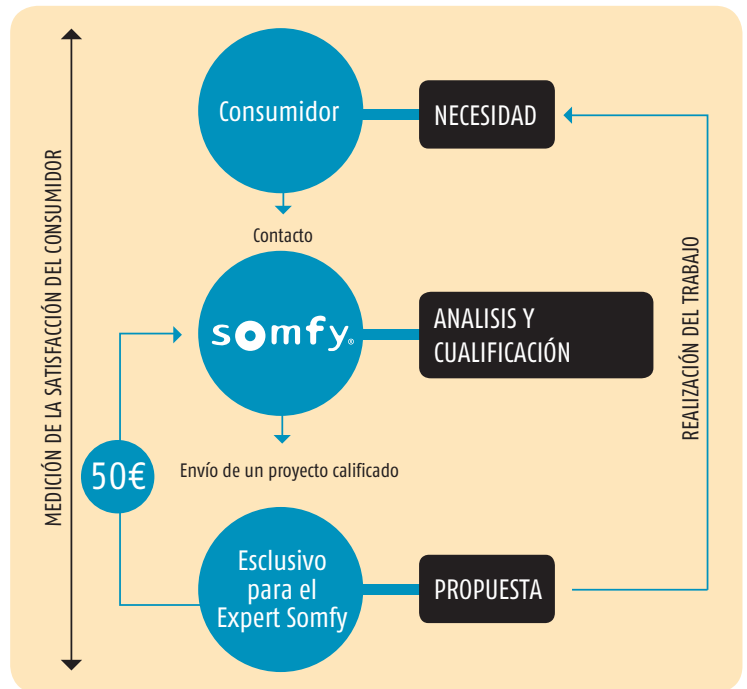 Consumidor
NECESIDAD
Contacto
somfy®
ANALISIS Y
CUALIFICACIÓN
50€
Envío de un proyecto calificado
Esclusivo
para el
Expert Somfy
PROPUESTA
MEDICIÓN DE LA SATISFACCIÓN DEL CONSUMIDOR
REALIZACIÓN DEL TRABAJO